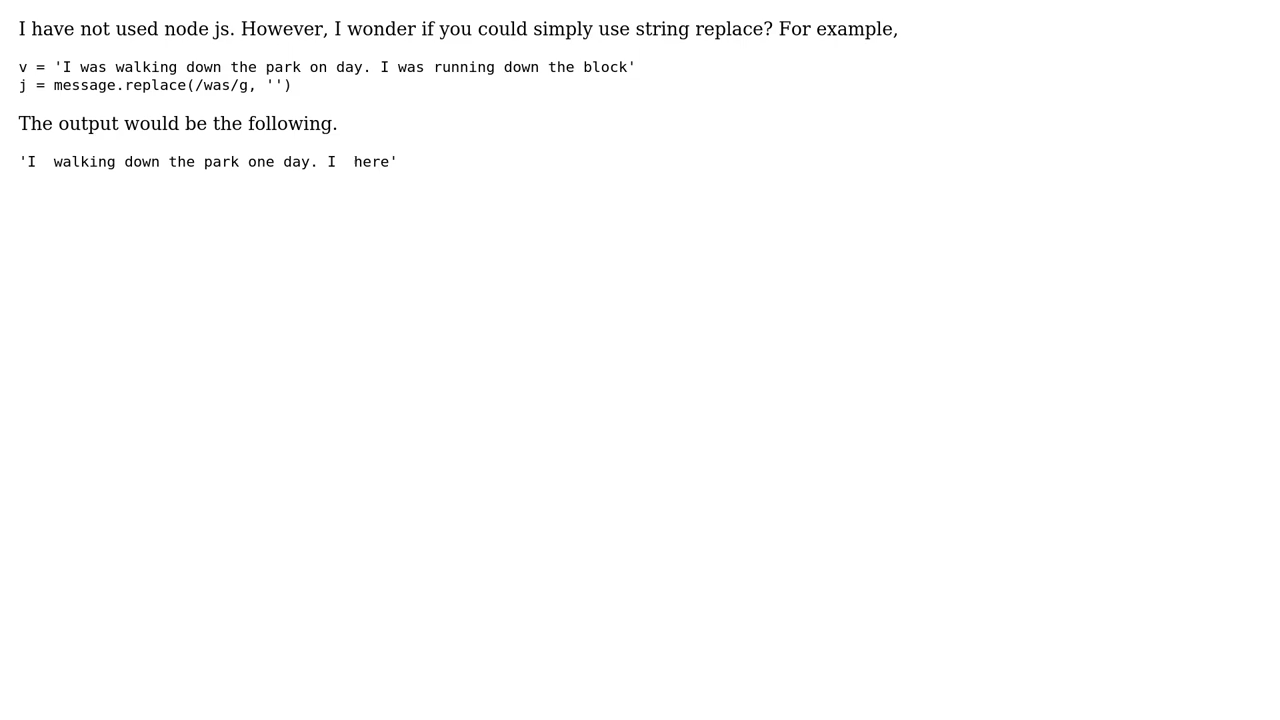 I have not used node js. However, I wonder if you could simply use string replace? For example,
v = 'I was walking down the park on day. I was running down the block'
j = message.replace(/was/g, '')
The output would be the following.
'I  walking down the park one day. I  here'